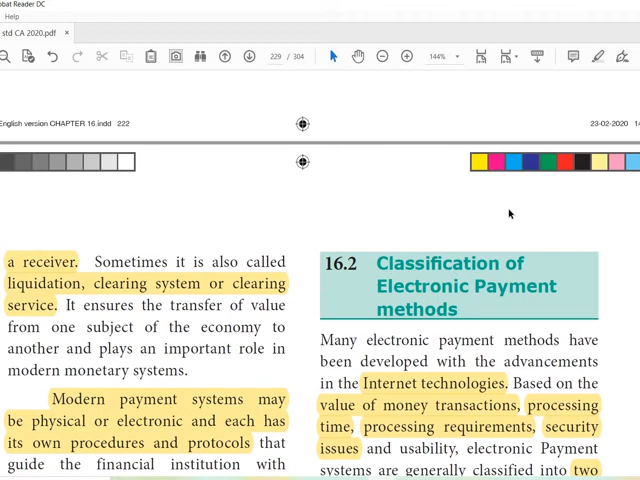 obat Reader DC
Help
std CA 2020.pdf ×
229 / 304 144%
English version CHAPTER 16.indd 222 23-02-2020
a receiver. Sometimes it is also called
liquidation, clearing system or clearing
service. It ensures the transfer of value
from one subject of the economy to
another and plays an important role in
modern monetary systems.
Modern payment systems may
be physical or electronic and each has
its own procedures and protocols that
guide the financial institution with
16.2 Classification of
Electronic Payment
methods
Many electronic payment methods have
been developed with the advancements
in the Internet technologies. Based on the
value of money transactions, processing
time, processing requirements, security
issues and usability, electronic Payment
systems are generally classified into two